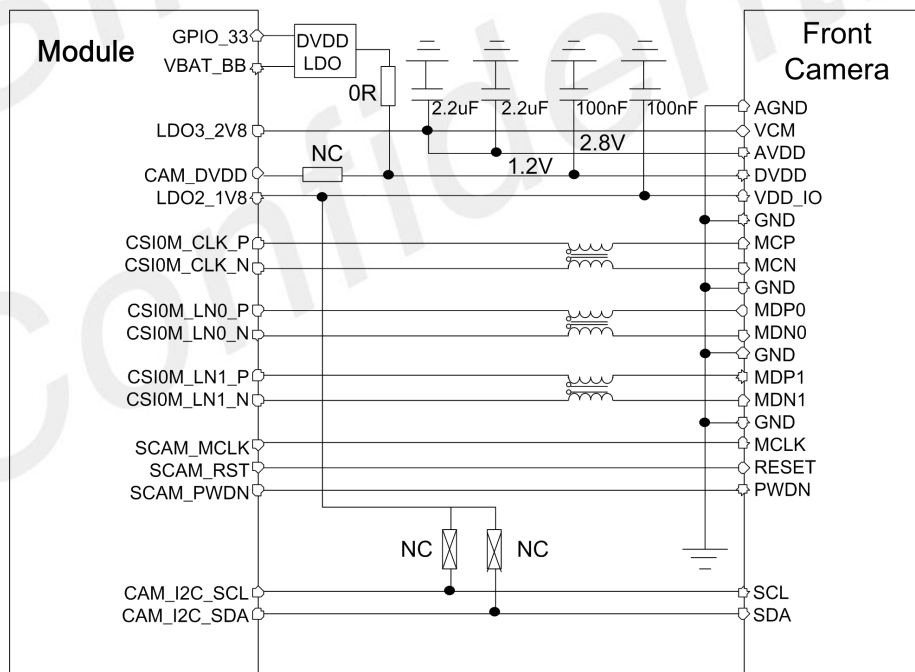 Module
Front
Camera
GPIO_33
VBAT_BB
DVDD
LDO
0R
2.2uF
2.2uF
100nF
100nF
LDO3_2V8
NC
CAM_DVDD
LDO2_1V8
1.2V
2.8V
AGND
VCM
AVDD
DVDD
VDD_IO
GND
CSI0M_CLK_P
MCP
CSI0M_CLK_N
MCN
GND
CSI0M_LN0_P
MDP0
CSI0M_LN0_N
MDN0
GND
CSI0M_LN1_P
MDP1
CSI0M_LN1_N
MDN1
GND
SCAM_MCLK
MCLK
SCAM_RST
RESET
SCAM_PWDN
PWDN
NC
NC
CAM_I2C_SCL
SCL
CAM_I2C_SDA
SDA
Confidential